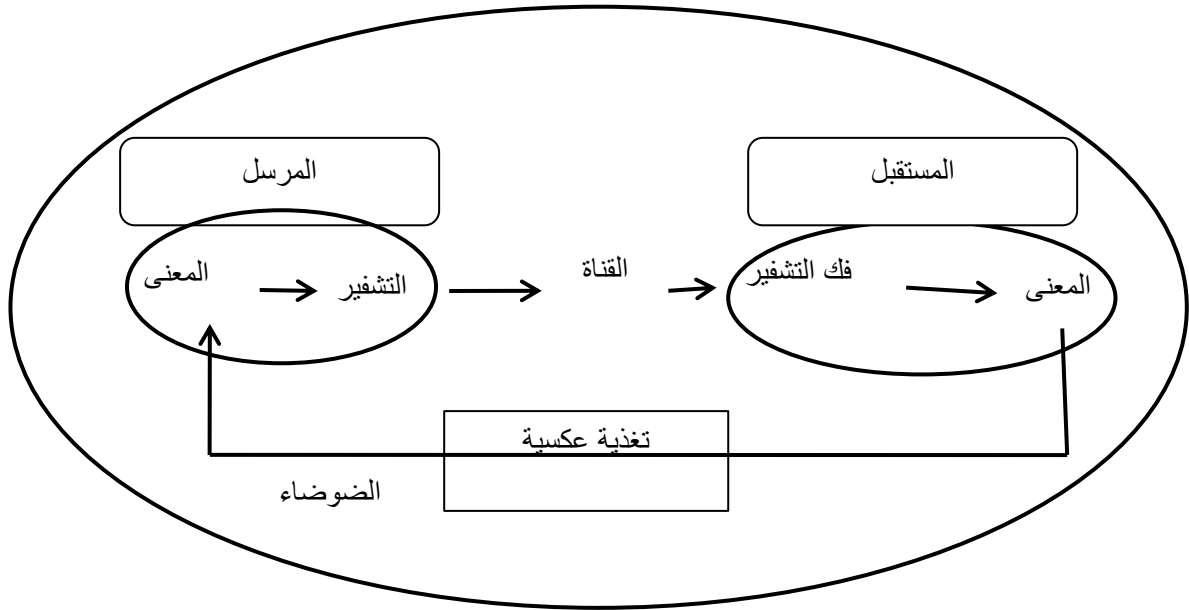 المرسل
المستقبل
المعنى
التشفير
القناة
فك التشفير
المعنى
تغذية عكسية
الضوضاء